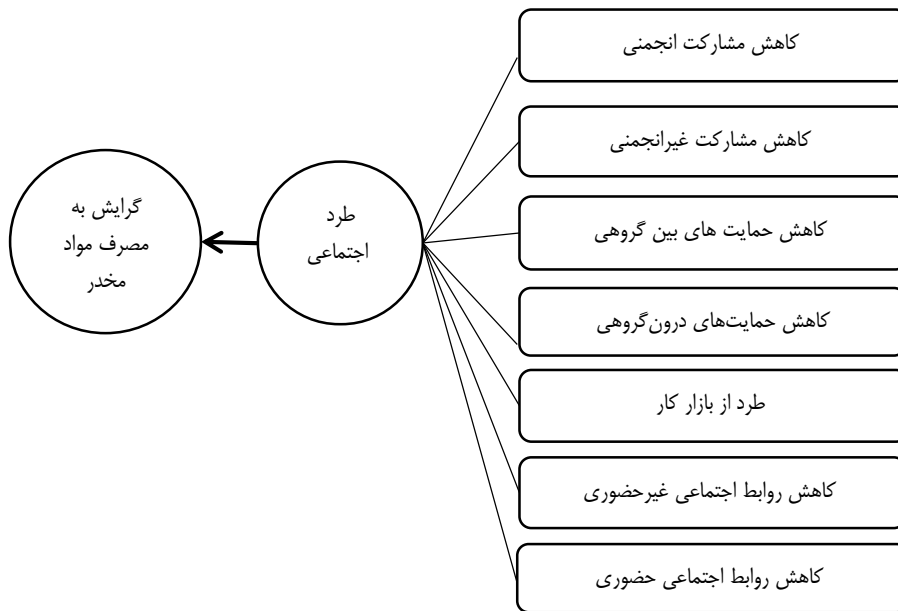 کاهش مشارکت انجمنی
کاهش مشارکت غیرانجمنی
کاهش حمایت های بین گروهی
کاهش حمایت‌های درون‌گروهی
طرد از بازار کار
کاهش روابط اجتماعی غیرحضوری
کاهش روابط اجتماعی حضوری
طرد
اجتماعی
گرایش به
مصرف مواد
مخدر